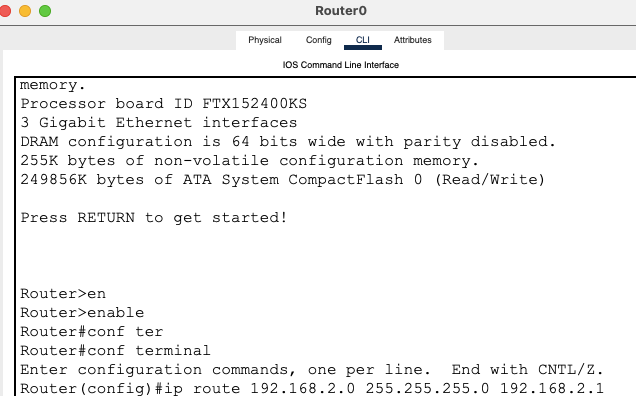 Router0
Physical Config CLI Attributes
IOS Command Line Interface
memory.
Processor board ID FTX152400KS
3 Gigabit Ethernet interfaces
DRAM configuration is 64 bits wide with parity disabled.
255K bytes of non-volatile configuration memory.
249856K bytes of ATA System CompactFlash 0 (Read/Write)
Press RETURN to get started!
Router>en
Router>enable
Router#conf ter
Router#conf terminal
Enter configuration commands, one per line.  End with CNTL/Z.
Router(config)#ip route 192.168.2.0 255.255.255.0 192.168.2.1